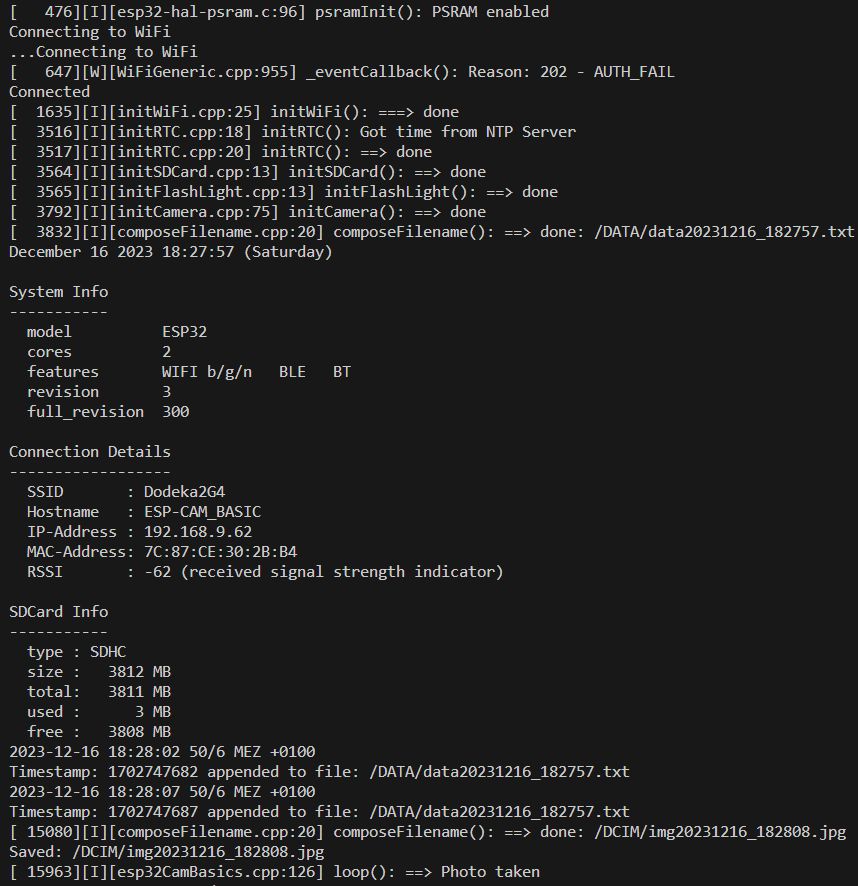 [   476][I][esp32-hal-psram.c:96] psramInit(): PSRAM enabled
Connecting to WiFi
...Connecting to WiFi
[   647][W][WiFiGeneric.cpp:955] _eventCallback(): Reason: 202 - AUTH_FAIL
Connected
[  1635][I][initWiFi.cpp:25] initWiFi(): ===> done
[  3516][I][initRTC.cpp:18] initRTC(): Got time from NTP Server
[  3517][I][initRTC.cpp:20] initRTC(): ==> done
[  3564][I][initSDCard.cpp:13] initSDCard(): ==> done
[  3565][I][initFlashLight.cpp:13] initFlashLight(): ==> done
[  3792][I][initCamera.cpp:75] initCamera(): ==> done
[  3832][I][composeFilename.cpp:20] composeFilename(): ==> done: /DATA/data20231216_182757.txt
December 16 2023 18:27:57 (Saturday)

System Info
-----------
  model          ESP32
  cores          2
  features       WIFI b/g/n   BLE   BT
  revision       3
  full_revision  300

Connection Details
------------------
  SSID       : Dodeka2G4
  Hostname   : ESP-CAM_BASIC
  IP-Address : 192.168.9.62
  MAC-Address: 7C:87:CE:30:2B:B4
  RSSI       : -62 (received signal strength indicator)

SDCard Info
-----------
  type : SDHC
  size :   3812 MB
  total:   3811 MB
  used :      3 MB
  free :   3808 MB
2023-12-16 18:28:02 50/6 MEZ +0100
Timestamp: 1702747682 appended to file: /DATA/data20231216_182757.txt
2023-12-16 18:28:07 50/6 MEZ +0100
Timestamp: 1702747687 appended to file: /DATA/data20231216_182757.txt
[ 15080][I][composeFilename.cpp:20] composeFilename(): ==> done: /DCIM/img20231216_182808.jpg
Saved: /DCIM/img20231216_182808.jpg
[ 15963][I][esp32CamBasics.cpp:126] loop(): ==> Photo taken